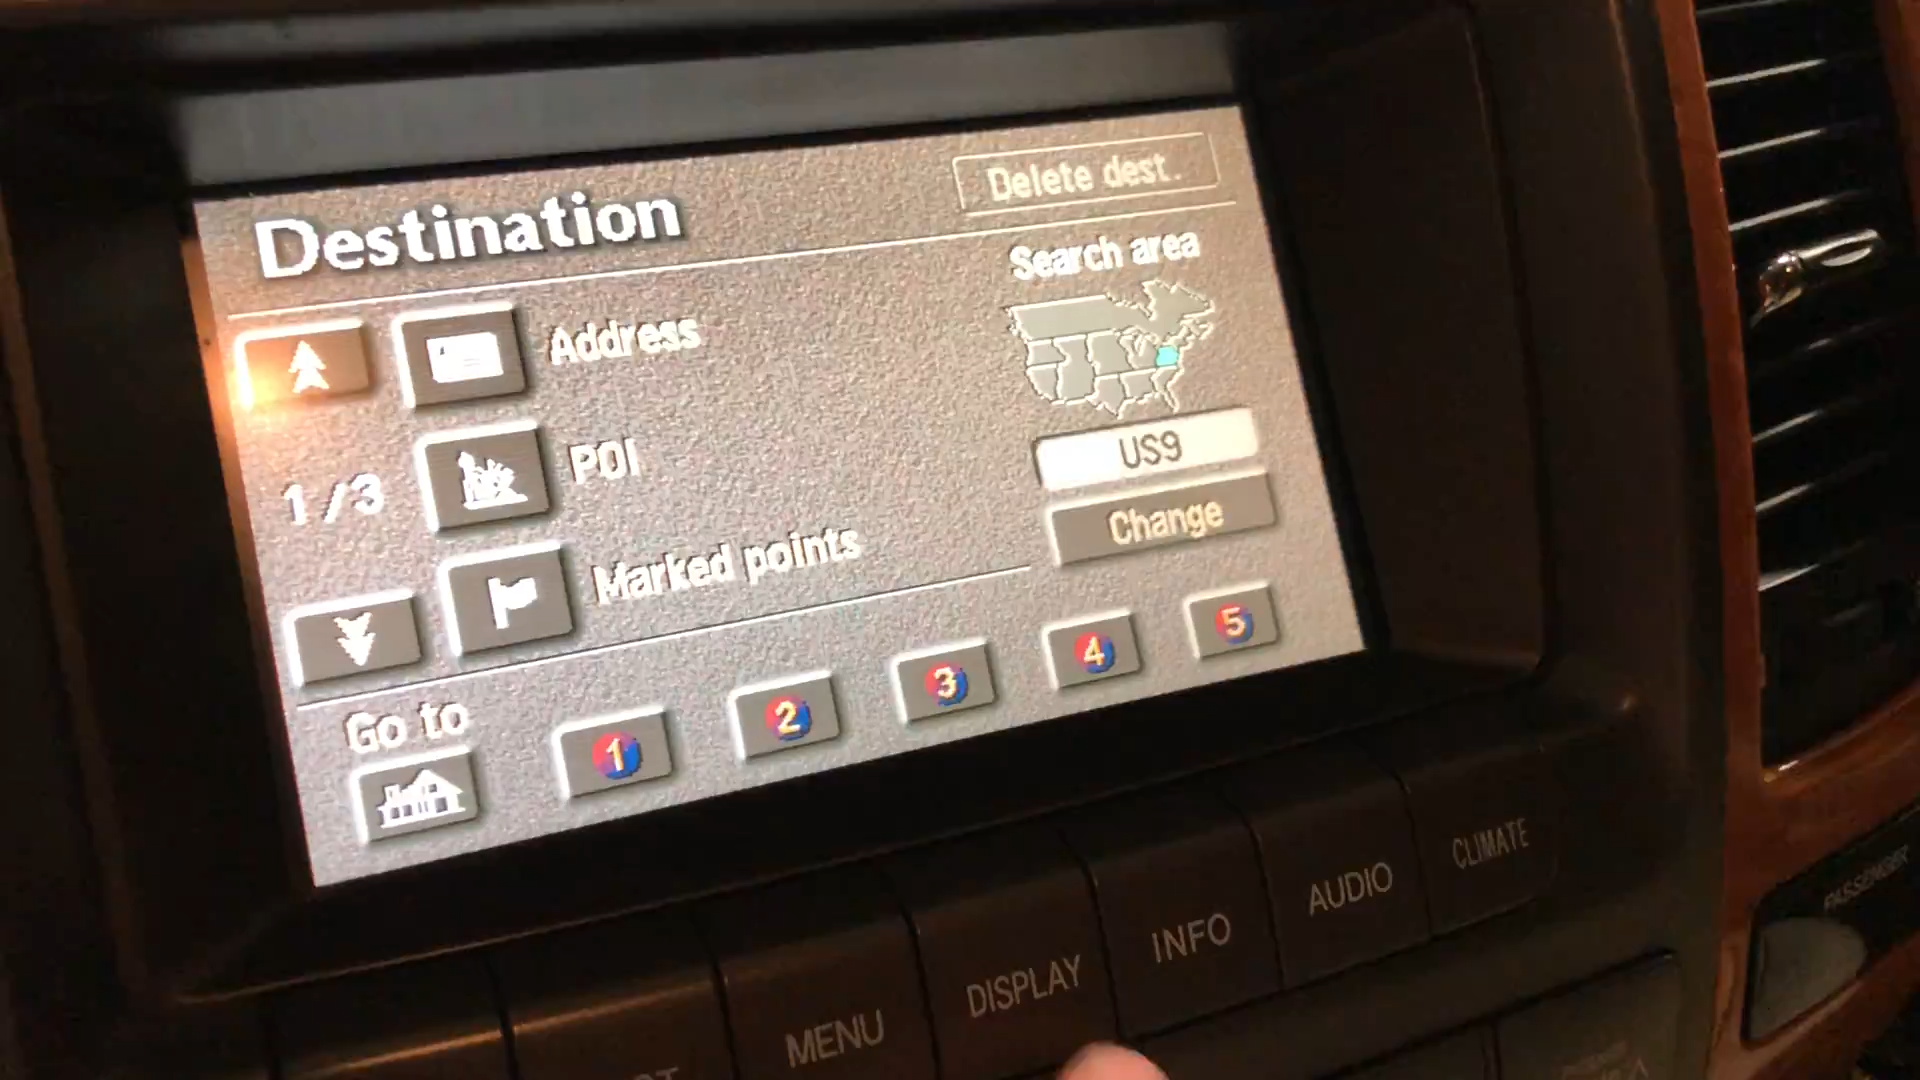 Destination
Delete dest.
Search area
Address
US9
POI
1/3
Change
Marked points
Go to
1
2
3
4
5
MENU
DISPLAY
INFO
AUDIO
CLIMATE
PASSENGER